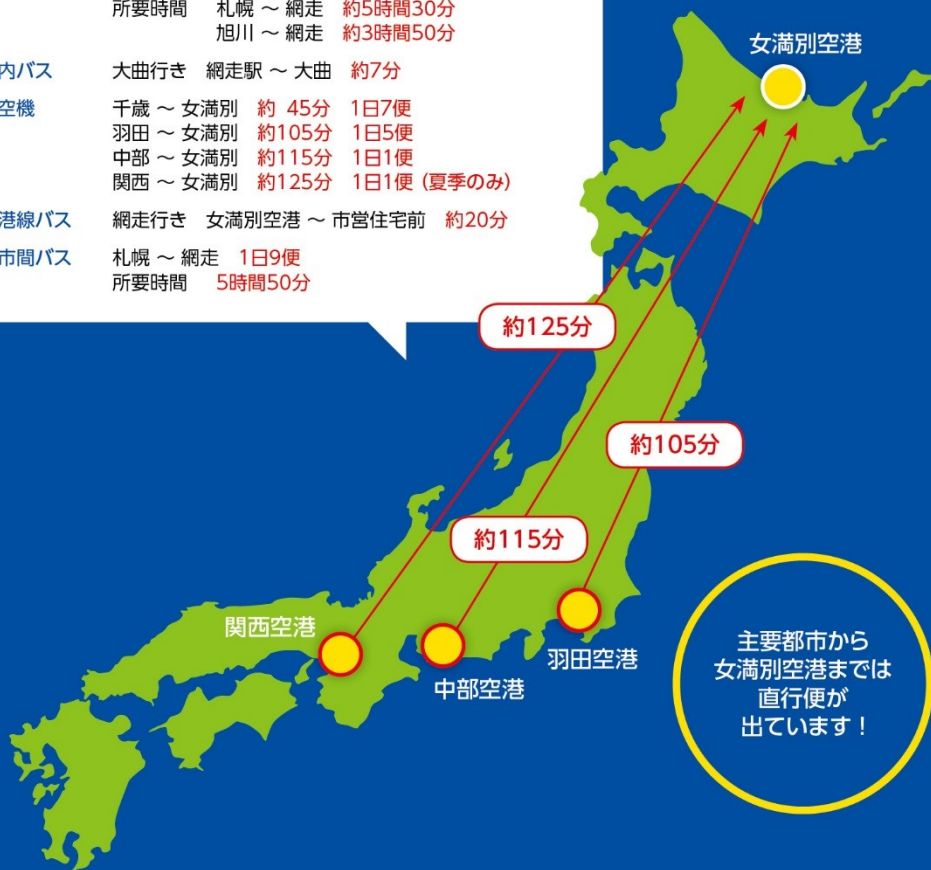 所要時間 札幌 ~ 網走 約5時間30分
旭川 ~ 網走 約3時間50分
内バス 大曲行き 網走駅 ~ 大曲 約7分
空機 千歳 ~ 女満別 約 45分 1日7便
羽田 ~ 女満別 約105分 1日5便
中部 ~ 女満別 約115分 1日1便
関西 ~ 女満別 約125分 1日1便 (夏季のみ)
港線バス 網走行き 女満別空港 ~ 市営住宅前 約20分
市間バス 札幌 ~ 網走 1日9便
所要時間 5時間50分
女満別空港
約125分
約105分
約115分
関西空港
中部空港
羽田空港
主要都市から
女満別空港までは
直行便が
出ています!